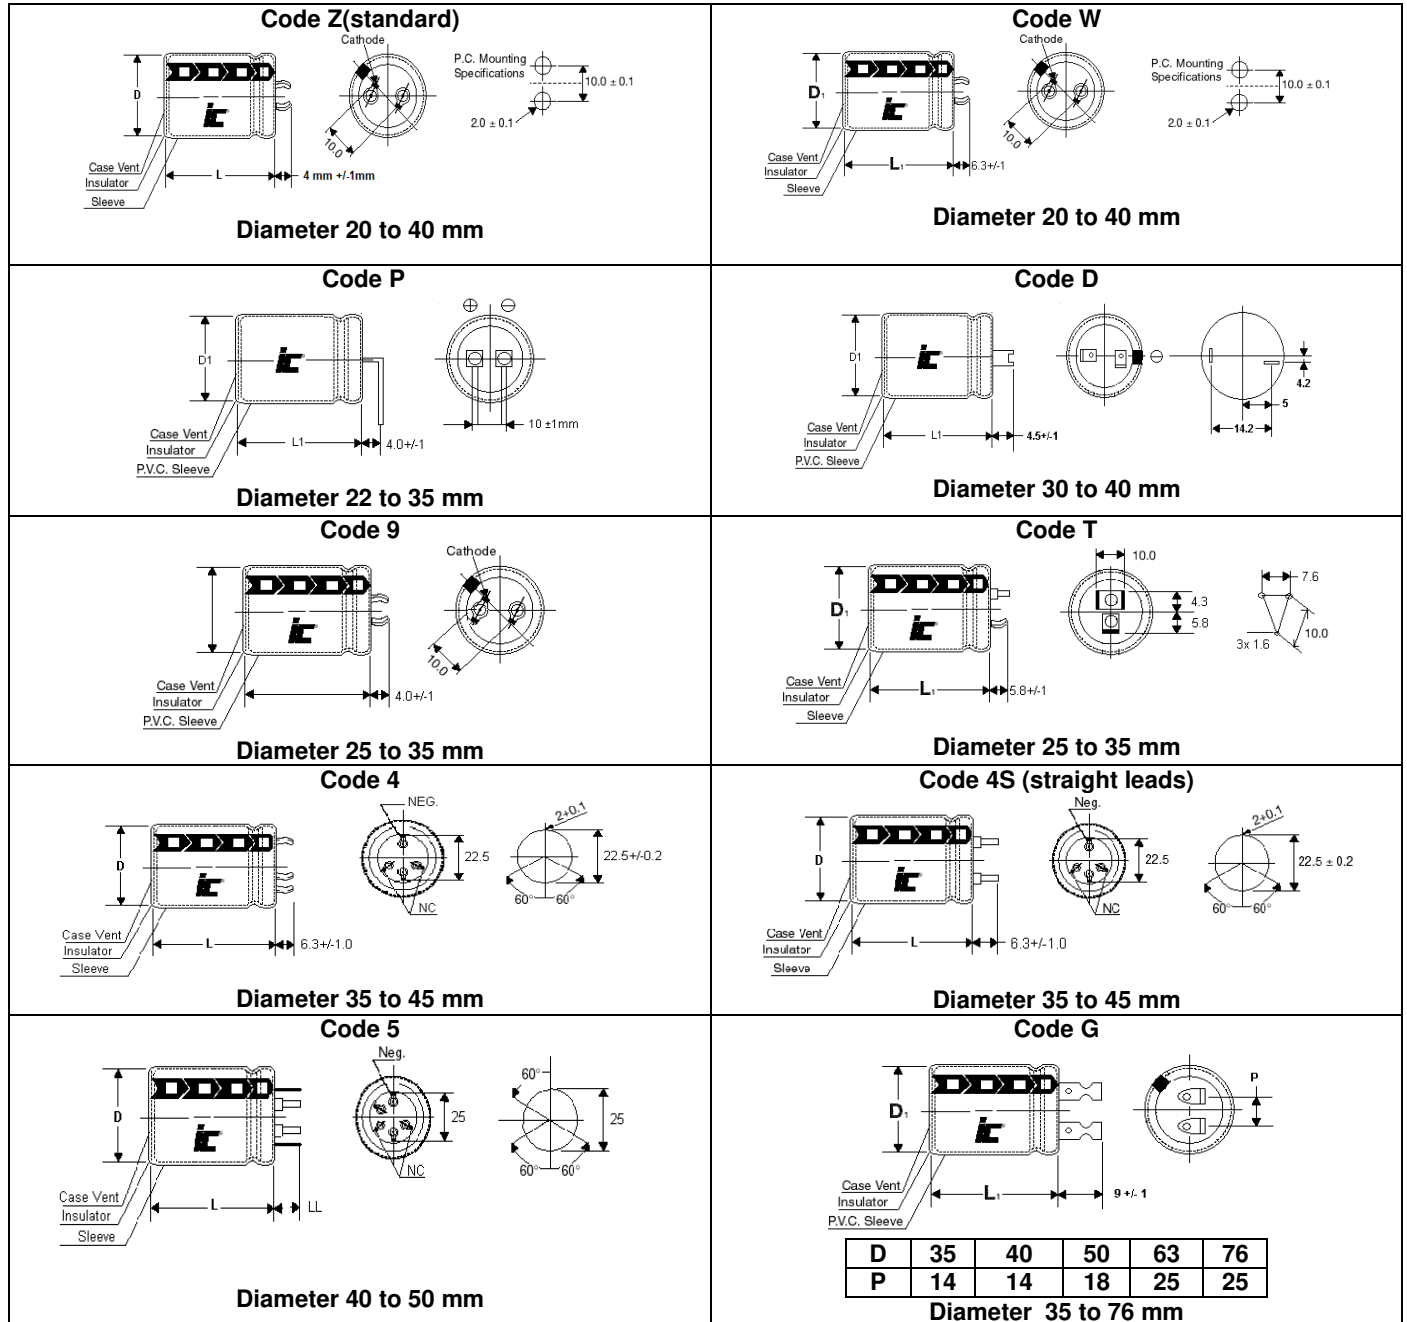 Code Z(standard)
Cathode
D
P.C. Mounting
Specifications
10.0 ± 0.1
2.0 ± 0.1
10.0
ic
Case Vent
Insulator
Sleeve
L
4 mm +/-1mm
Diameter 20 to 40 mm
Code W
Cathode
D1
P.C. Mounting
Specifications
10.0 ± 0.1
2.0 ± 0.1
10.0
ic
Case Vent
Insulator
Sleeve
L1
6.3+/-1
Diameter 20 to 40 mm
Code P
D1
ic
Case Vent
Insulator
P.V.C. Sleeve
L1
4.0+/-1
10 ±1mm
Diameter 22 to 35 mm
Code D
D1
ic
Case Vent
Insulator
P.V.C. Sleeve
L1
4.5+/-1
4.2
5
14.2
Diameter 30 to 40 mm
Code 9
Cathode
ic
10.0
Case Vent
Insulator
P.V.C. Sleeve
4.0+/-1
Diameter 25 to 35 mm
Code T
10.0
D1
ic
4.3
5.8
7.6
10.0
3x 1.6
Case Vent
Insulator
Sleeve
L1
5.8+/-1
Diameter 25 to 35 mm
Code 4
NEG.
2+0.1
D
ic
22.5
22.5+/-0.2
60° 60°
NC
Case Vent
Insulator
Sleeve
L
6.3+/-1.0
Diameter 35 to 45 mm
Code 4S (straight leads)
Neg.
2+0.1
D
ic
22.5
22.5 ± 0.2
60° 60°
NC
Case Vent
Insulator
Sleeve
L
6.3+/-1.0
Diameter 35 to 45 mm
Code 5
Neg.
60°
D
ic
25
25
60° 60°
NC
Case Vent
Insulator
Sleeve
L
LL
Diameter 40 to 50 mm
Code G
D1
ic
P
Case Vent
Insulator
P.V.C. Sleeve
L1
9 +/- 1
D 35 40 50 63 76
P 14 14 18 25 25
Diameter 35 to 76 mm